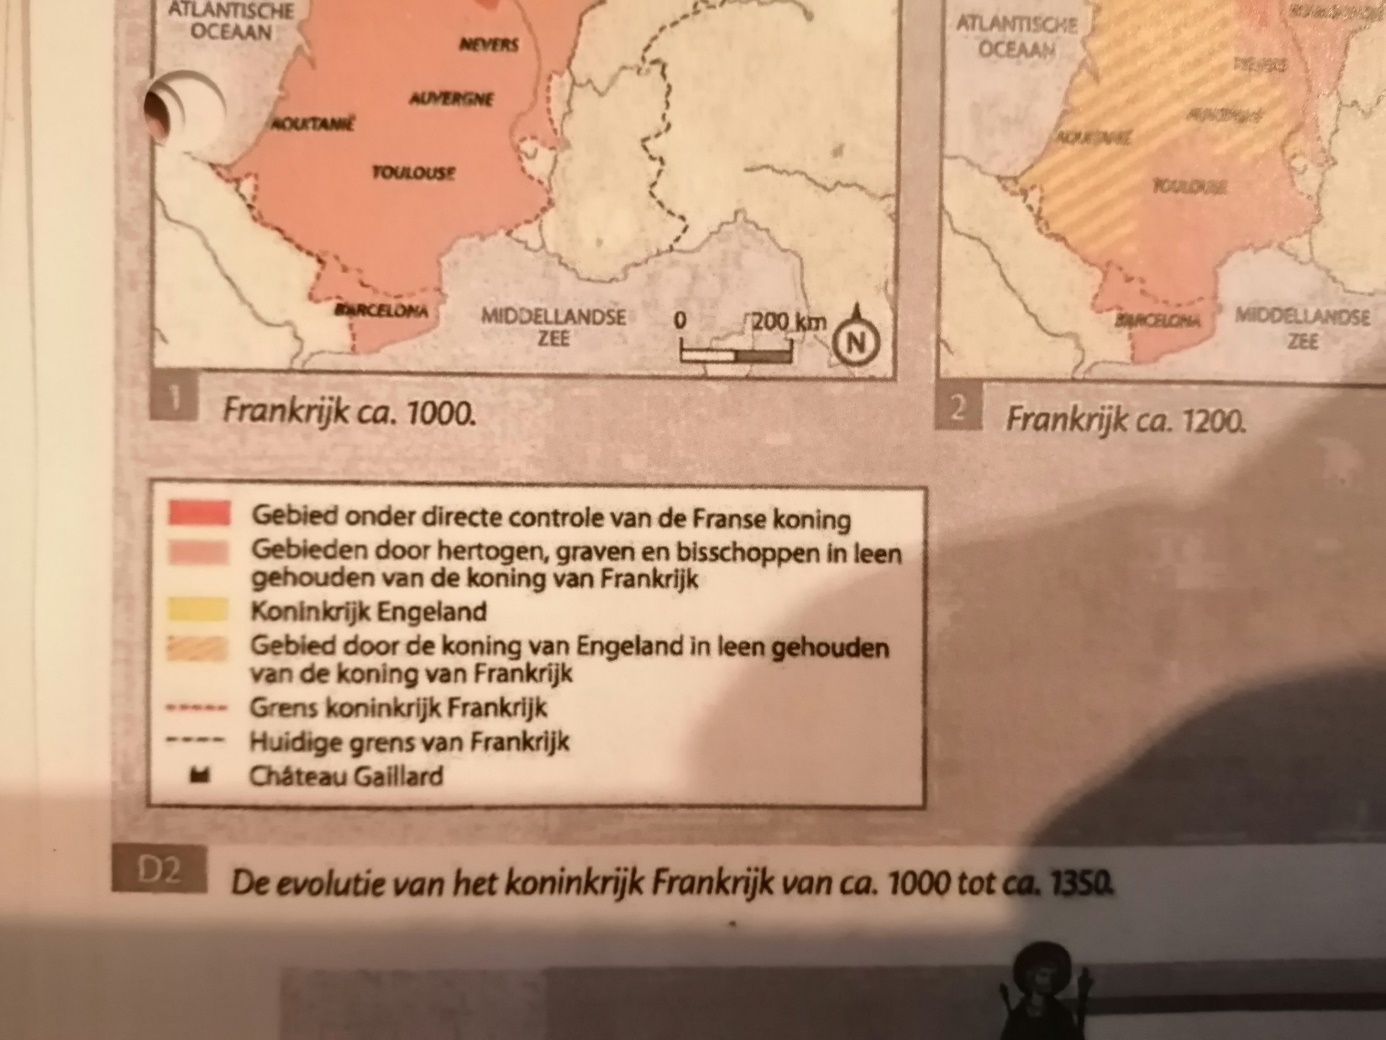 ATLANTISCHE
OCEAAN
NEVERS
AUVERGNE
AQUITANIË
TOULOUSE
BARCELONA
MIDDELLANDSE
ZEE
0 200 km
N
1 Frankrijk ca. 1000.
ATLANTISCHE
OCEAAN
NEVERS
AUVERGNE
AQUITANIË
TOULOUSE
BARCELONA
MIDDELLANDSE
ZEE
2 Frankrijk ca. 1200.
Gebied onder directe controle van de Franse koning
Gebieden door hertogen, graven en bisschoppen in leen
gehouden van de koning van Frankrijk
Koninkrijk Engeland
Gebied door de koning van Engeland in leen gehouden
van de koning van Frankrijk
Grens koninkrijk Frankrijk
Huidige grens van Frankrijk
Château Gaillard
D2 De evolutie van het koninkrijk Frankrijk van ca. 1000 tot ca. 1350.